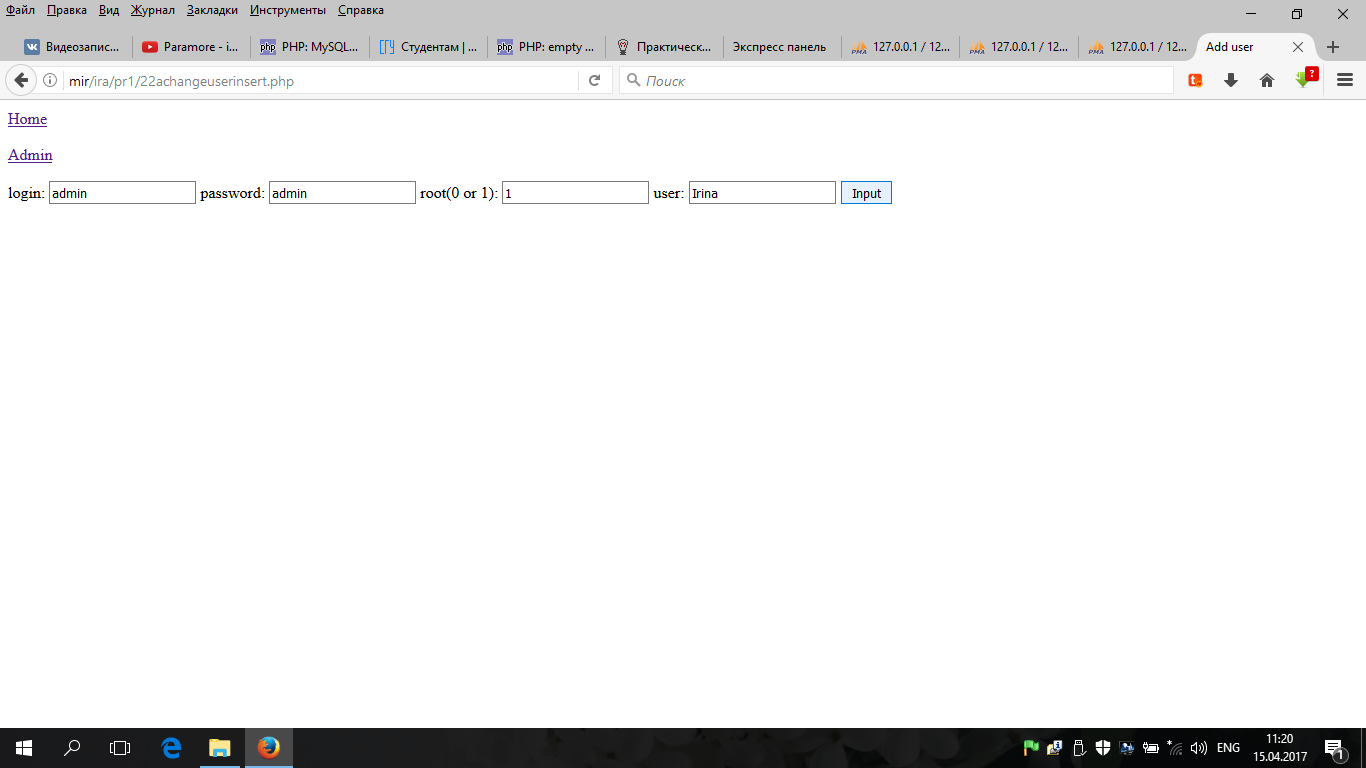 Файл Правка Вид Журнал Закладки Инструменты Справка
Видеозапис... Paramore - i... PHP: MySQL... Студентам | ... PHP: empty ... Практическ... Экспресс панель 127.0.0.1 / 12... 127.0.0.1 / 12... 127.0.0.1 / 12... Add user
mir/ira/pr1/22achangeuserinsert.php Поиск
Home
Admin
login: admin password: admin root(0 or 1): 1 user: Irina Input
ENG 11:20
15.04.2017 1